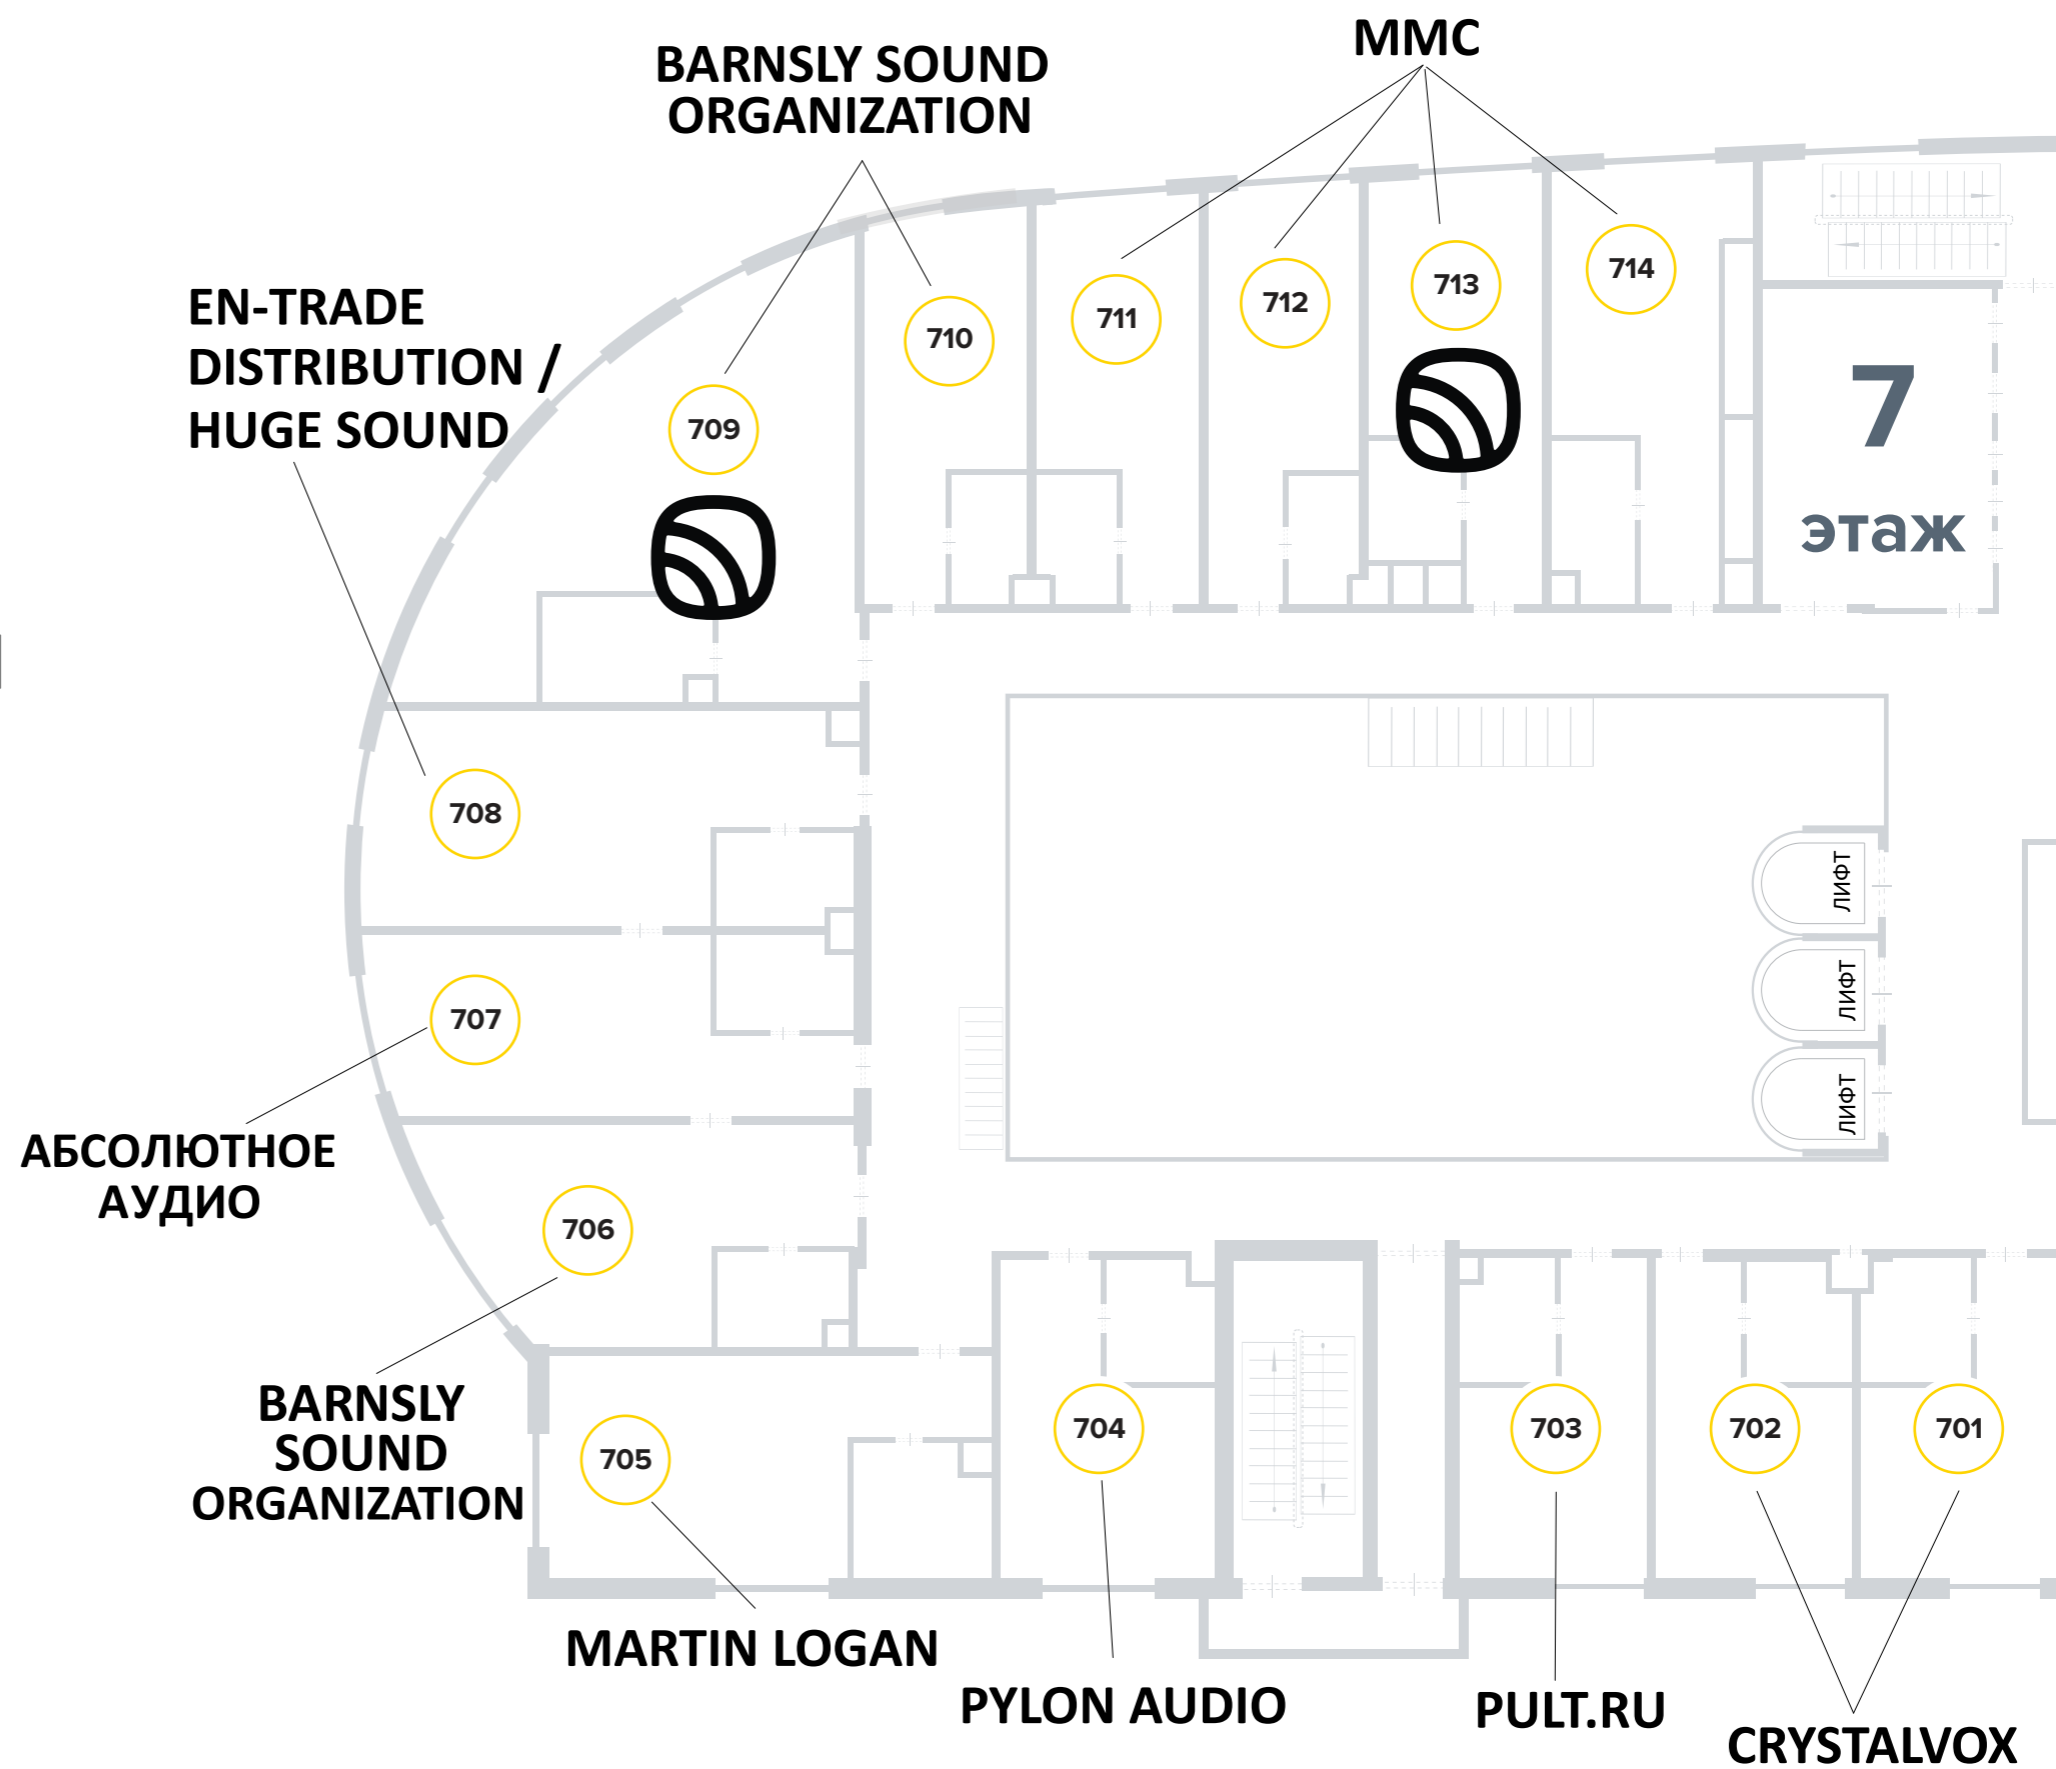 MMC
BARNSLY SOUND
ORGANIZATION
EN-TRADE
DISTRIBUTION /
HUGE SOUND
714
713
712
711
710
709
7
этаж
708
ЛИФТ
707
ЛИФТ
ЛИФТ
АБСОЛЮТНОЕ
АУДИО
706
BARNSLY
SOUND
ORGANIZATION
705
704
703
702
701
MARTIN LOGAN
PYLON AUDIO
PULT.RU
CRYSTALVOX